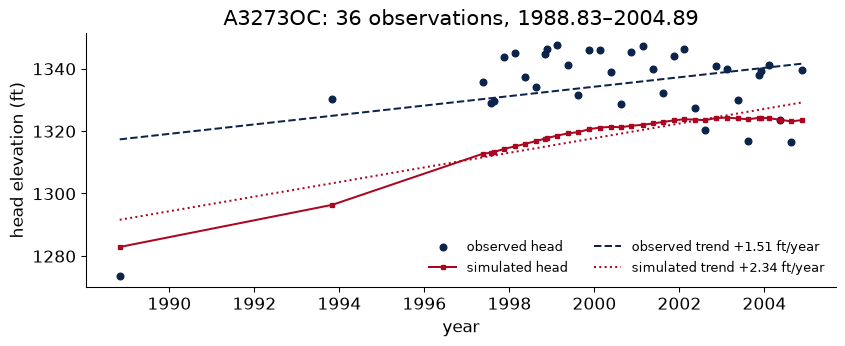 A3273OC: 36 observations, 1988.83–2004.89
head elevation (ft)
1340
1320
1300
1280
observed head
simulated head
observed trend +1.51 ft/year
simulated trend +2.34 ft/year
1990 1992 1994 1996 1998 2000 2002 2004
year